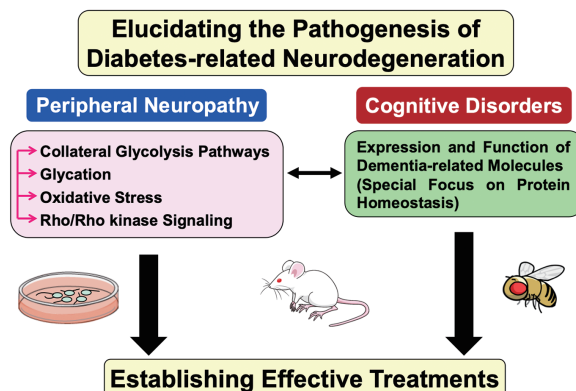 Elucidating the Pathogenesis of
Diabetes-related Neurodegeneration
Peripheral Neuropathy
Collateral Glycolysis Pathways
Glycation
Oxidative Stress
Rho/Rho kinase Signaling
Cognitive Disorders
Expression and Function of
Dementia-related Molecules
(Special Focus on Protein
Homeostasis)
Establishing Effective Treatments